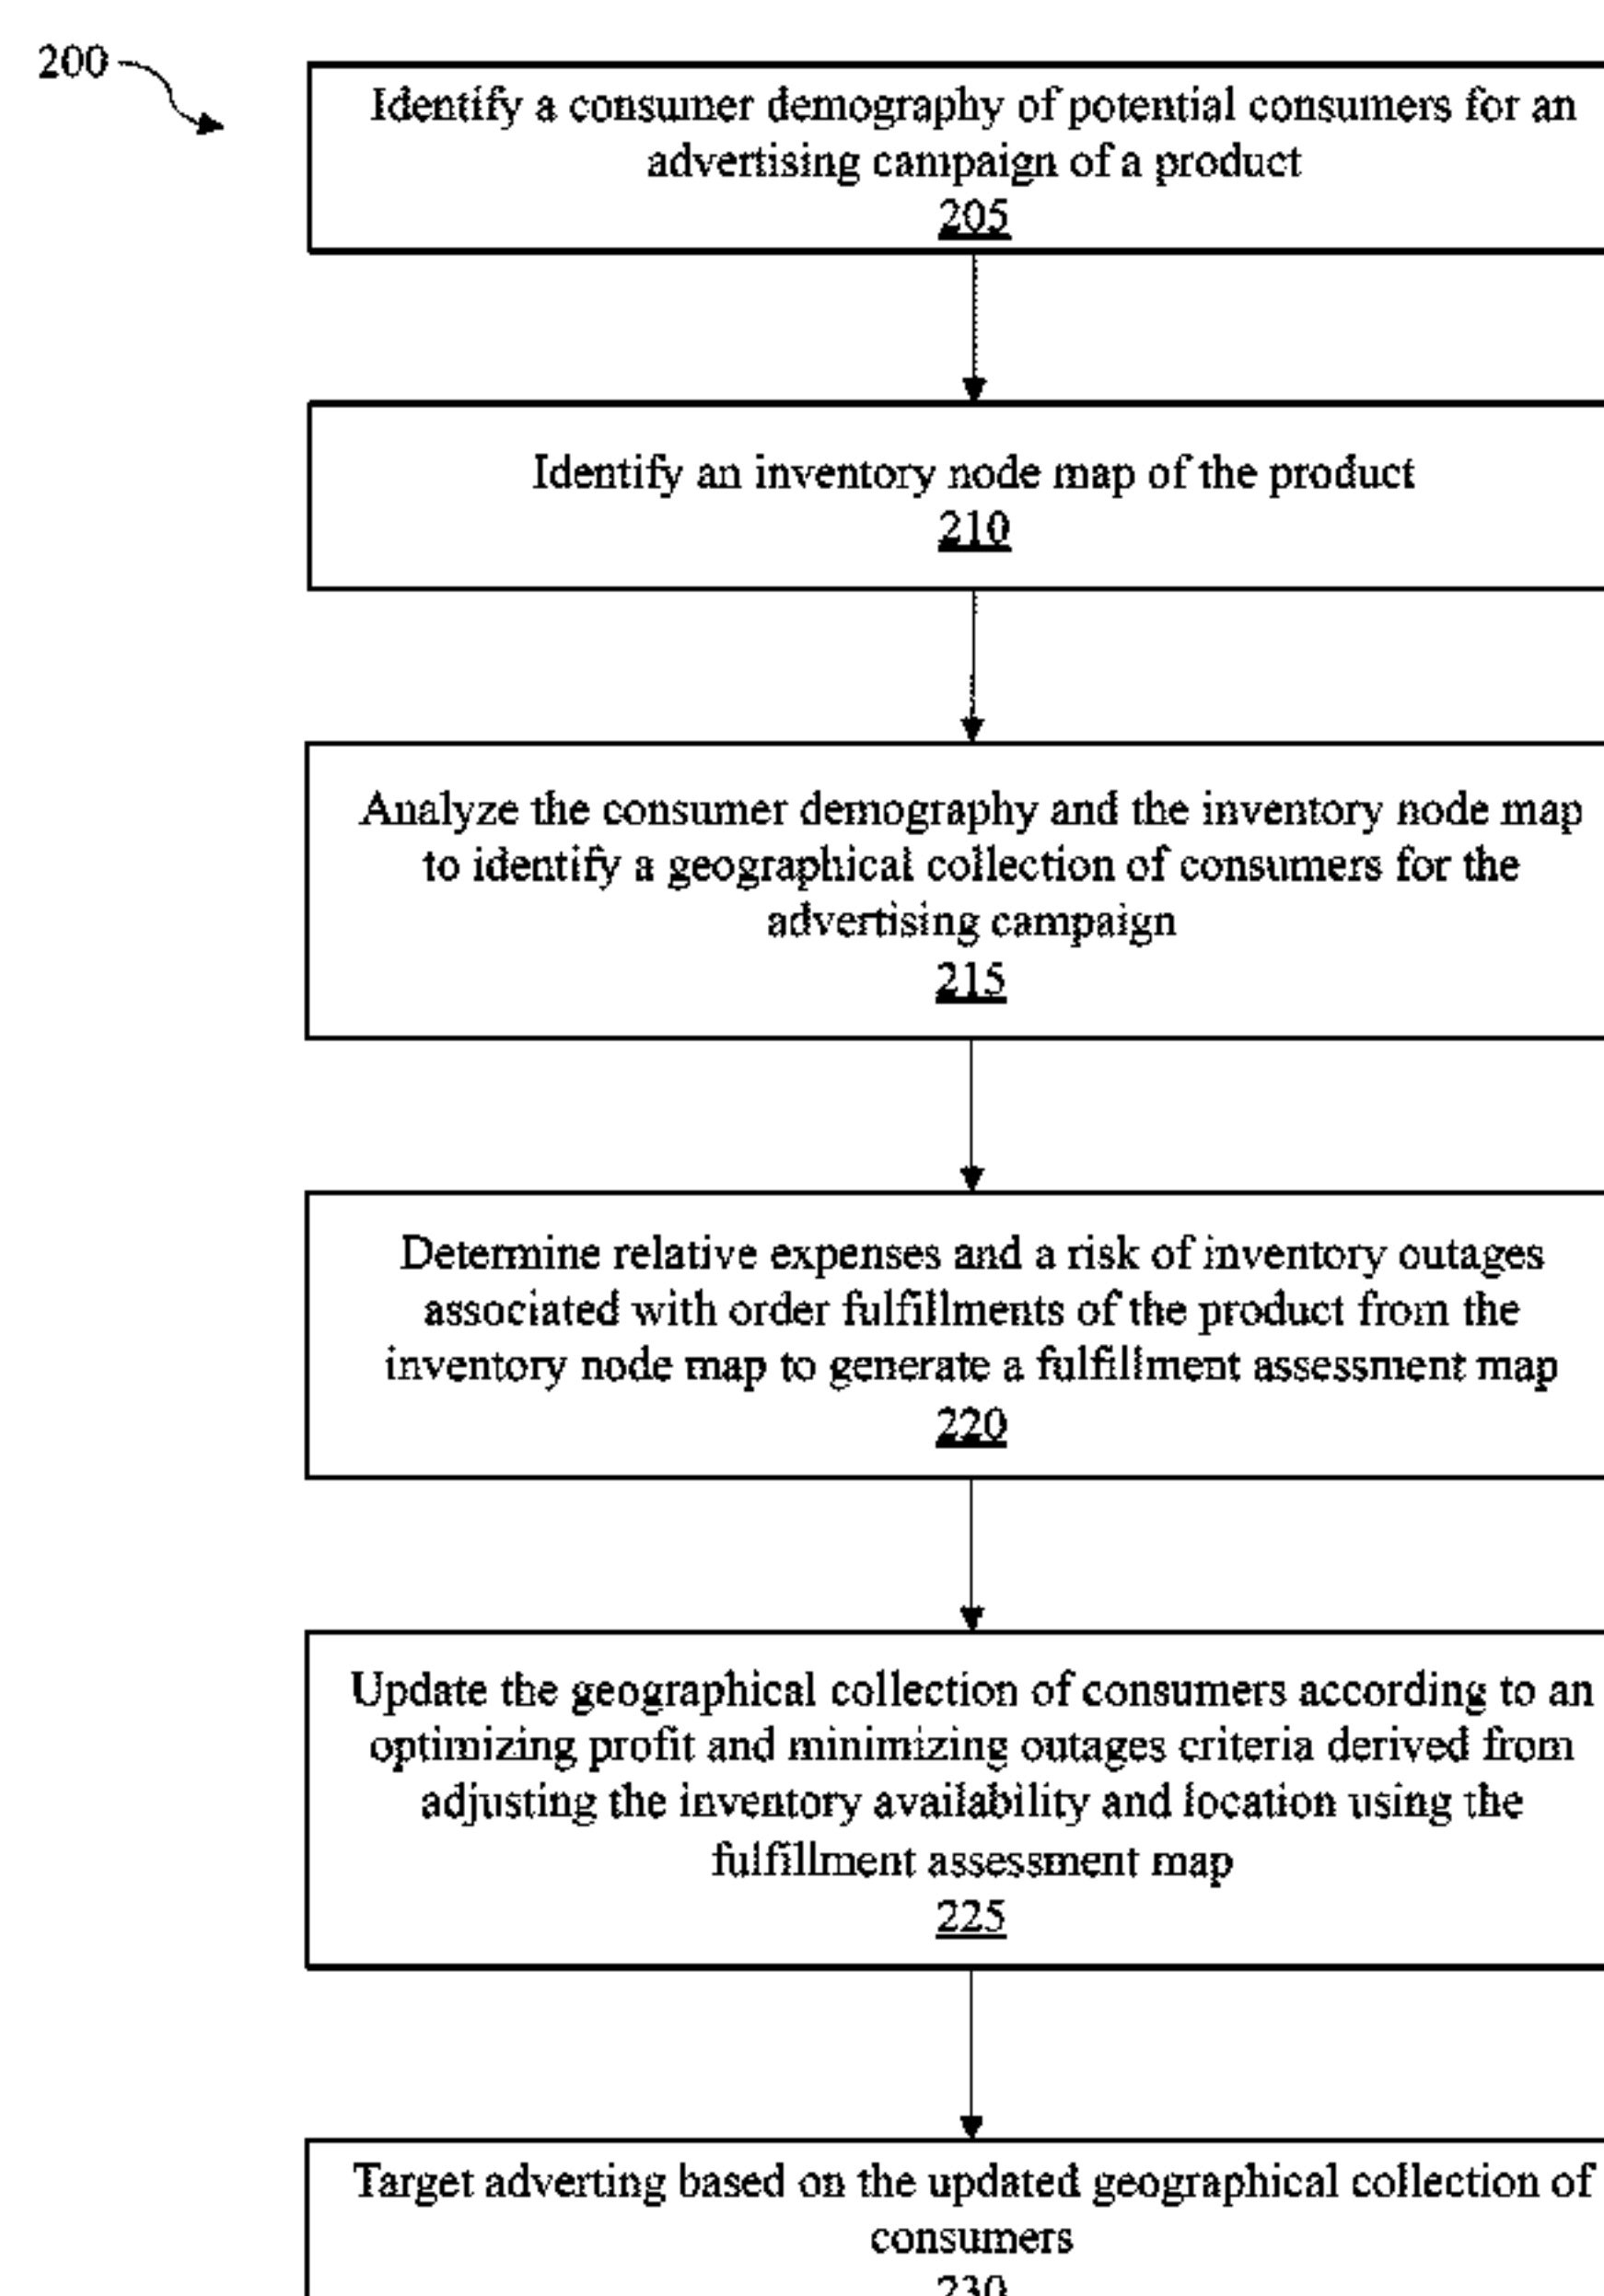 200
Identify a consumer demography of potential consumers for an
advertising campaign of a product
205
Identify an inventory node map of the product
210
Analyze the consumer demography and the inventory node map
to identify a geographical collection of consumers for the
advertising campaign
215
Determine relative expenses and a risk of inventory outages
associated with order fulfillments of the product from the
inventory node map to generate a fulfillment assessment map
220
Update the geographical collection of consumers according to an
optimizing profit and minimizing outages criteria derived from
adjusting the inventory availability and location using the
fulfillment assessment map
225
Target adverting based on the updated geographical collection of
consumers
230